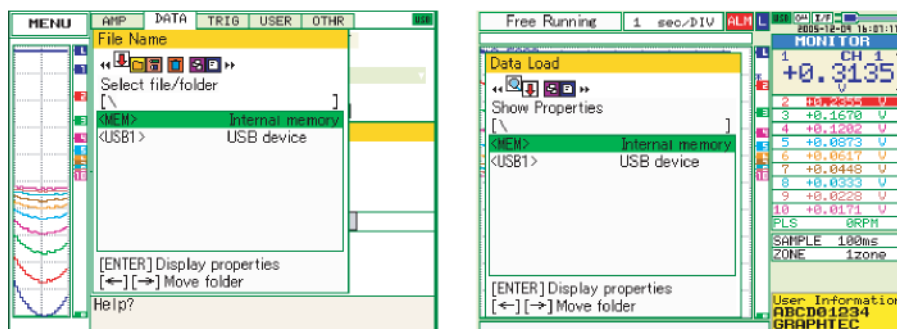 MENU
AMP DATA TRIG USER OTHR USB
File Name
Select file/folder
[\ ]
<MEM> Internal memory
<USB1> USB device
[ENTER] Display properties
[←][→] Move folder
Help?
Free Running 1 sec/DIV ALM L
2005-12-09 16:01:11
Data Load
Show Properties
[\ ]
<MEM> Internal memory
<USB1> USB device
[ENTER] Display properties
[←][→] Move folder
MONITOR
1 CH 1
+0.3135
V
2 +0.2355 V
3 +0.1670 V
4 +0.1202 V
5 +0.0873 V
6 +0.0617 V
7 +0.0448 V
8 +0.0333 V
9 +0.0228 V
10 +0.0171 V
PLS 0RPM
SAMPLE 100ms
ZONE 1zone
User Information
ABCD01234
GRAPHTEC